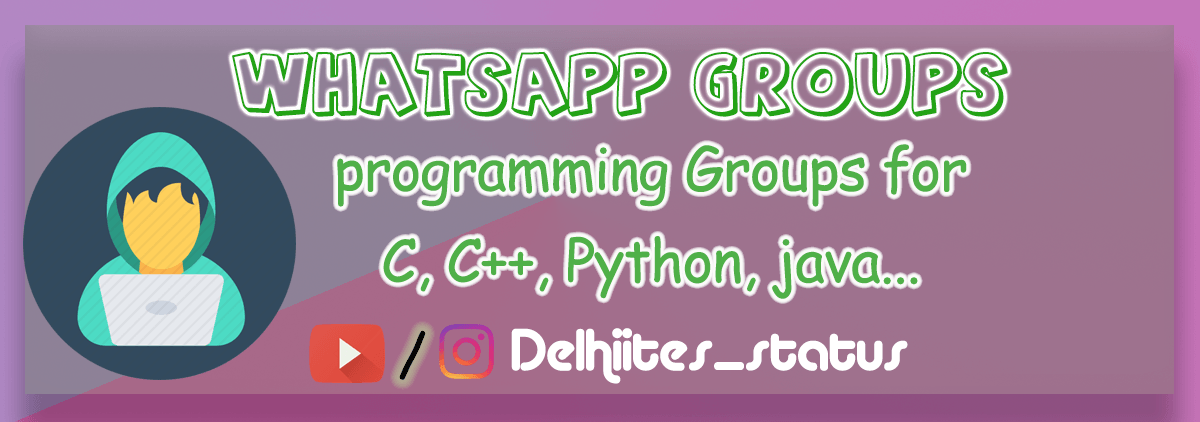 WHATSAPP GROUPS
programming Groups for
C, C++, Python, java...
/ Delhiites_status